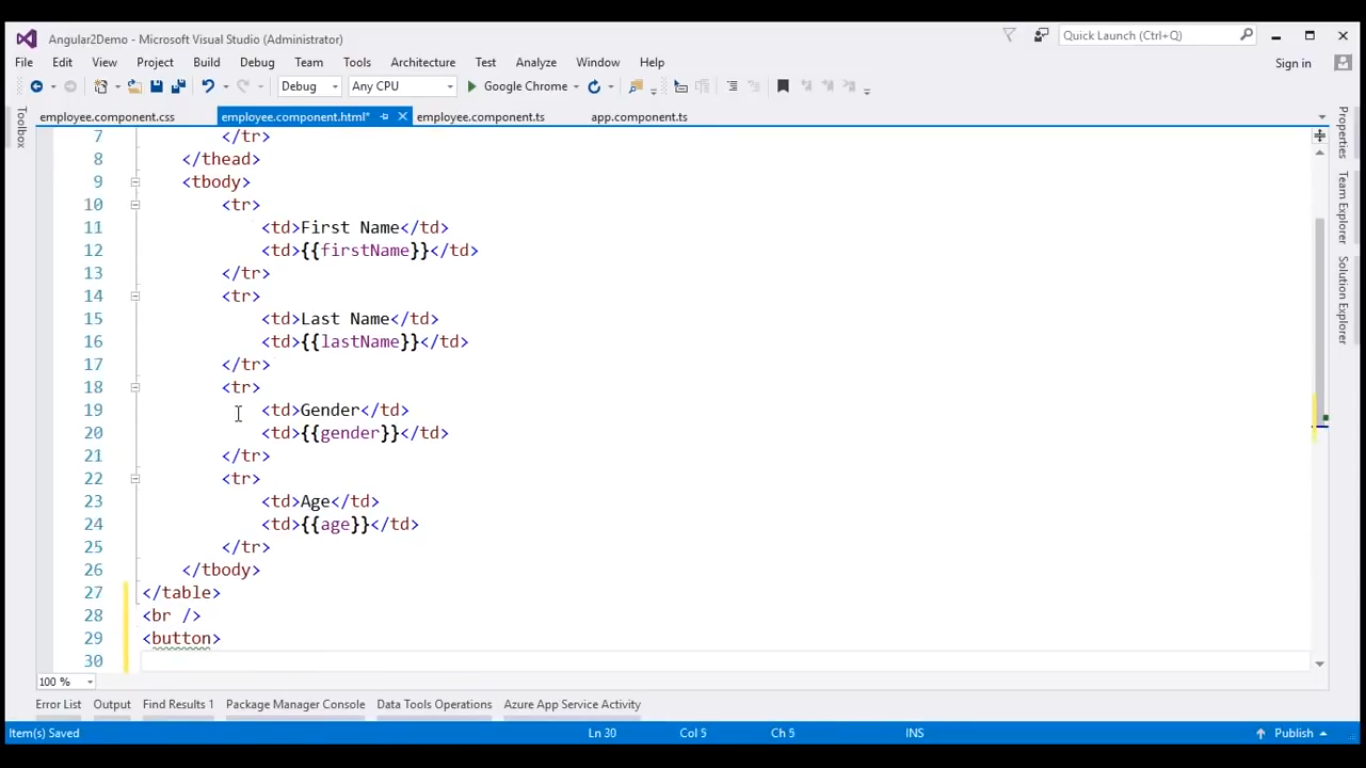 Angular2Demo - Microsoft Visual Studio (Administrator)
Quick Launch (Ctrl+Q)
File Edit View Project Build Debug Team Tools Architecture Test Analyze Window Help
Sign in
Debug Any CPU Google Chrome
employee.component.css employee.component.html* employee.component.ts app.component.ts
Toolbox
Properties
Team Explorer
Solution Explorer
7 </tr>
8 </thead>
9 <tbody>
10 <tr>
11 <td>First Name</td>
12 <td>{{firstName}}</td>
13 </tr>
14 <tr>
15 <td>Last Name</td>
16 <td>{{lastName}}</td>
17 </tr>
18 <tr>
19 <td>Gender</td>
20 <td>{{gender}}</td>
21 </tr>
22 <tr>
23 <td>Age</td>
24 <td>{{age}}</td>
25 </tr>
26 </tbody>
27 </table>
28 <br />
29 <button>
30
100 %
Error List Output Find Results 1 Package Manager Console Data Tools Operations Azure App Service Activity
Item(s) Saved Ln 30 Col 5 Ch 5 INS Publish